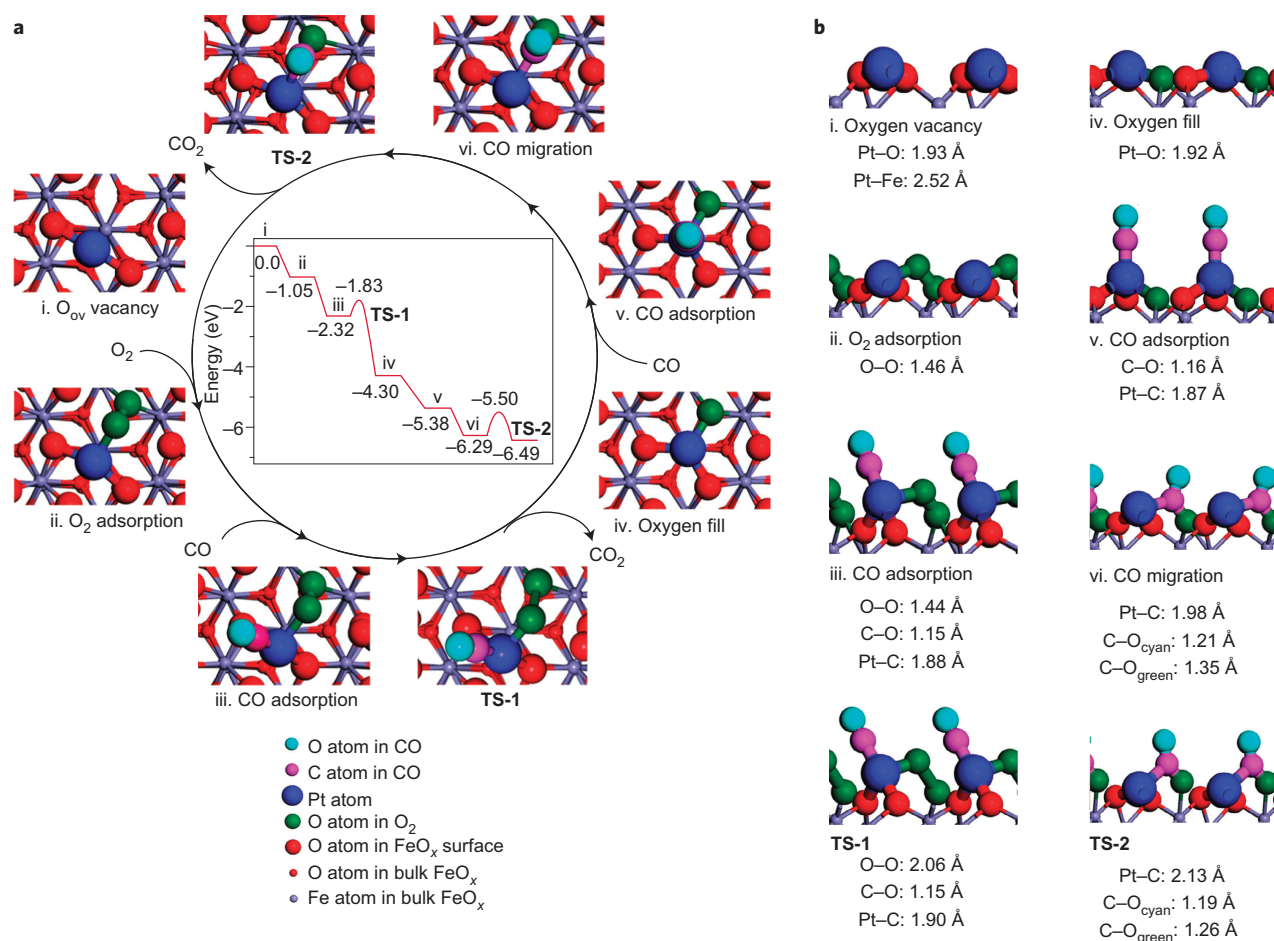 a
TS-2
vi. CO migration
CO2
i. Oov vacancy
O2
ii. O2 adsorption
CO
iii. CO adsorption
TS-1
CO2
iv. Oxygen fill
CO
v. CO adsorption
Energy (eV)
−2
−4
−6
i
0.0
ii
−1.05
iii
−2.32
−1.83
TS-1
iv
−4.30
v
−5.38
vi
−6.29
−5.50
TS-2
−6.49
O atom in CO
C atom in CO
Pt atom
O atom in O2
O atom in FeOx surface
O atom in bulk FeOx
Fe atom in bulk FeOx
b
i. Oxygen vacancy
Pt–O: 1.93 Å
Pt–Fe: 2.52 Å
ii. O2 adsorption
O–O: 1.46 Å
iii. CO adsorption
O–O: 1.44 Å
C–O: 1.15 Å
Pt–C: 1.88 Å
TS-1
O–O: 2.06 Å
C–O: 1.15 Å
Pt–C: 1.90 Å
iv. Oxygen fill
Pt–O: 1.92 Å
v. CO adsorption
C–O: 1.16 Å
Pt–C: 1.87 Å
vi. CO migration
Pt–C: 1.98 Å
C–Ocyan: 1.21 Å
C–Ogreen: 1.35 Å
TS-2
Pt–C: 2.13 Å
C–Ocyan: 1.19 Å
C–Ogreen: 1.26 Å